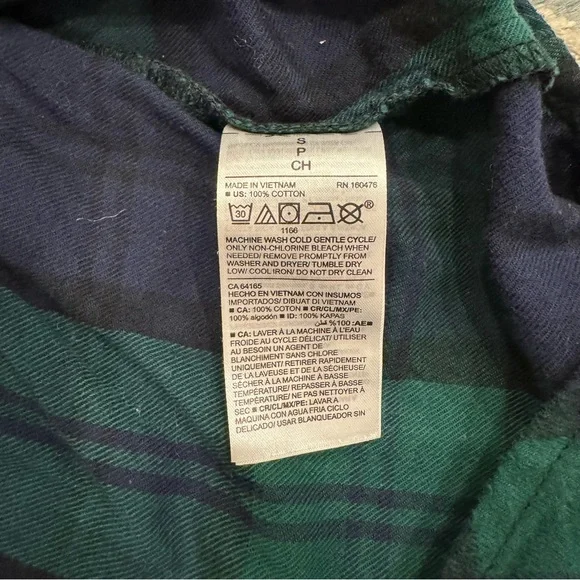 S
P
CH
MADE IN VIETNAM RN 160476
■ US: 100% COTTON
30 ®
1166
MACHINE WASH COLD GENTLE CYCLE/
ONLY NON-CHLORINE BLEACH WHEN
NEEDED/ REMOVE PROMPTLY FROM
WASHER AND DRYER/ TUMBLE DRY
LOW/ COOL IRON/ DO NOT DRY CLEAN
CA 64165
HECHO EN VIETNAM CON INSUMOS
IMPORTADOS/ DIBUAT DI VIETNAM
■ CA: 100% COTON ■ CR/CL/MX/PE:
100% algodón ■ ID: 100% KAPAS
■ AE: 100% قطن
■ CA: LAVER À LA MACHINE À L'EAU
FROIDE AU CYCLE DÉLICAT/ UTILISER
AU BESOIN UN AGENT DE
BLANCHIMENT SANS CHLORE
UNIQUEMENT/ RETIRER RAPIDEMENT
DE LA LAVEUSE ET DE LA SÉCHEUSE/
SÉCHER À LA MACHINE À BASSE
TEMPÉRATURE/ REPASSER À BASSE
TEMPÉRATURE/ NE PAS NETTOYER À
SEC ■ CR/CL/MX/PE: LAVAR A
MAQUINA CON AGUA FRIA CICLO
DELICADO/ USAR BLANQUEADOR SIN